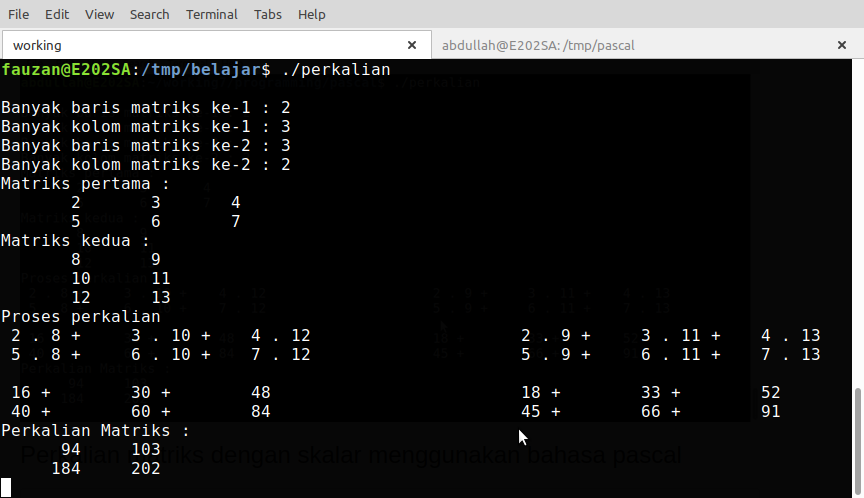 File Edit View Search Terminal Tabs Help
working × abdullah@E202SA: /tmp/pascal ×
fauzan@E202SA:/tmp/belajar$ ./perkalian
Banyak baris matriks ke-1 : 2
Banyak kolom matriks ke-1 : 3
Banyak baris matriks ke-2 : 3
Banyak kolom matriks ke-2 : 2
Matriks pertama :
2 3 4
5 6 7
Matriks kedua :
8 9
10 11
12 13
Proses perkalian
2 . 8 + 3 . 10 + 4 . 12 2 . 9 + 3 . 11 + 4 . 13
5 . 8 + 6 . 10 + 7 . 12 5 . 9 + 6 . 11 + 7 . 13
16 + 30 + 48 18 + 33 + 52
40 + 60 + 84 45 + 66 + 91
Perkalian Matriks :
94 103
184 202
dengan skalar menggunakan bahasa pascal